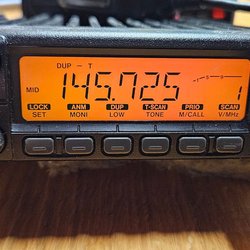 DUP - T
MID 145.725 1
LOCK ANM DUP T-SCAN PRIO SCAN
SET MONI LOW TONE M/CALL V/MHz